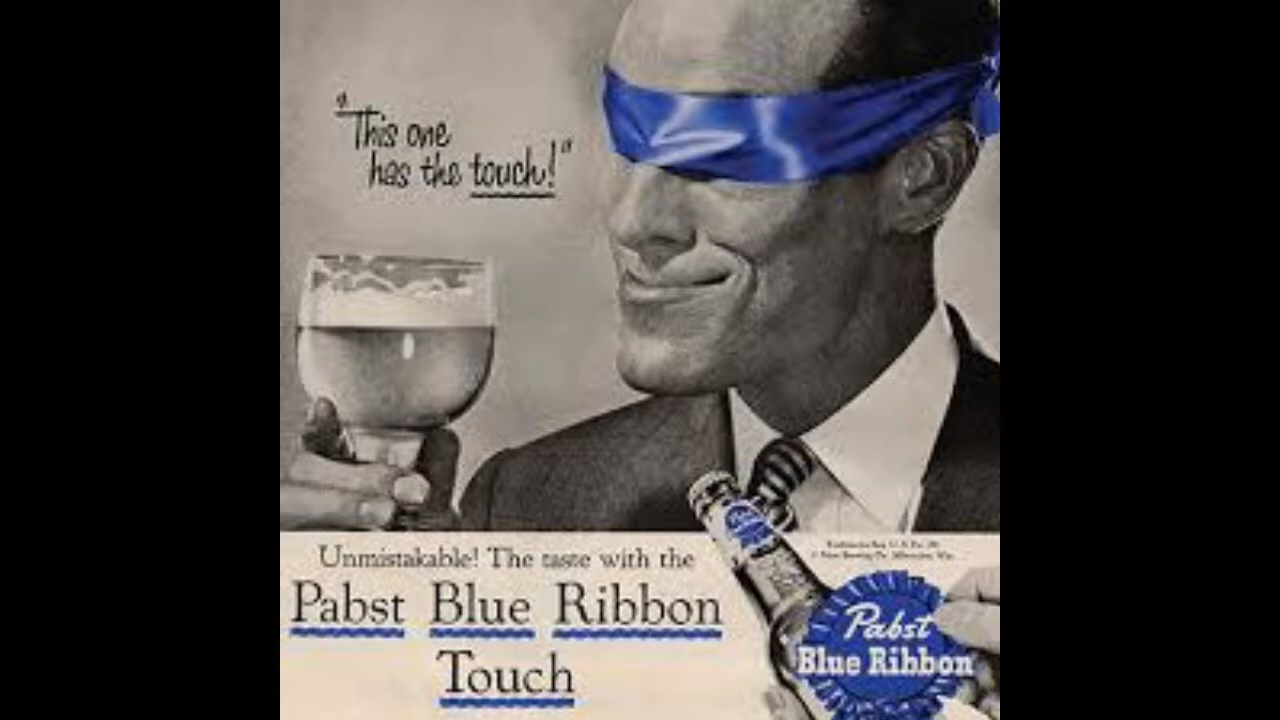 "This one
has the touch!"
Unmistakable! The taste with the
Pabst Blue Ribbon
Touch
Pabst
Blue Ribbon